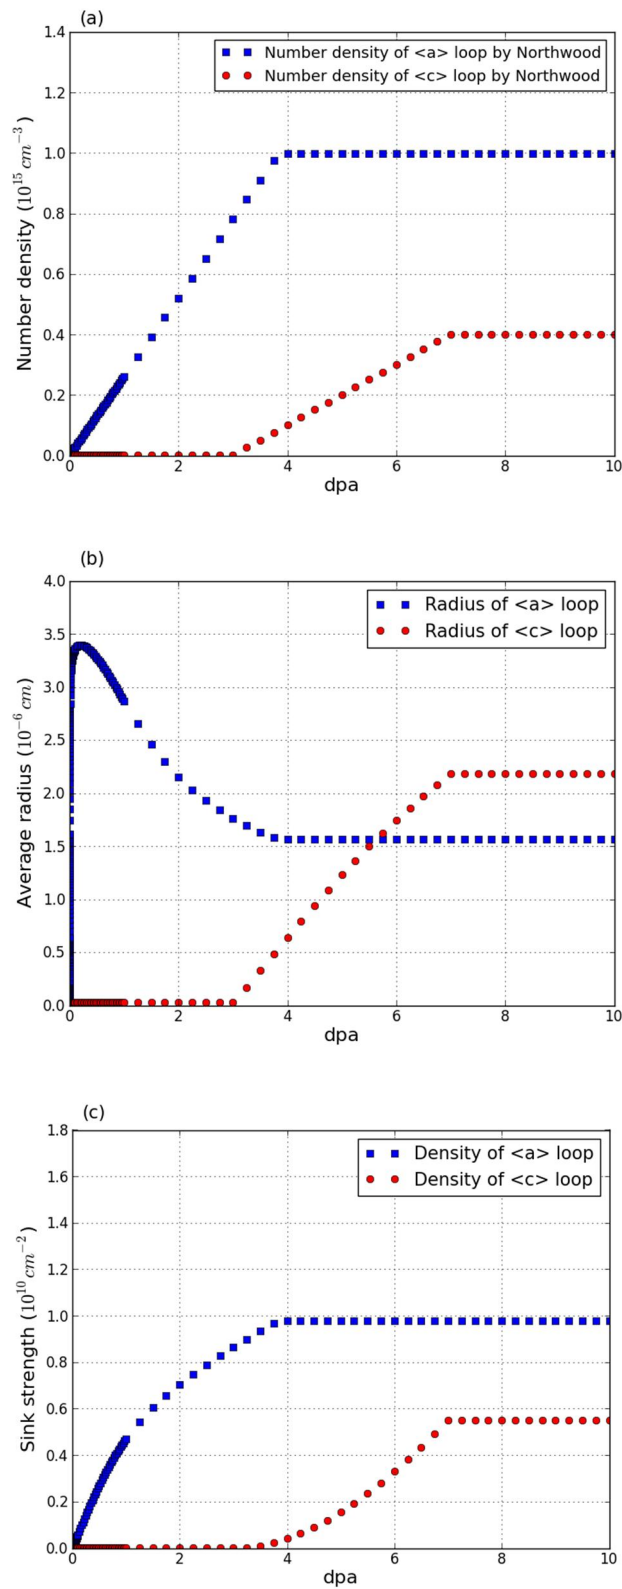 (a)
1.4
1.2
1.0
0.8
0.6
0.4
0.2
0.0
Number density (10^15 cm^-3)
Number density of <a> loop by Northwood
Number density of <c> loop by Northwood
0 2 4 6 8 10
dpa
(b)
4.0
3.5
3.0
2.5
2.0
1.5
1.0
0.5
0.0
Average radius (10^-6 cm)
Radius of <a> loop
Radius of <c> loop
0 2 4 6 8 10
dpa
(c)
1.8
1.6
1.4
1.2
1.0
0.8
0.6
0.4
0.2
0.0
Sink strength (10^10 cm^-2)
Density of <a> loop
Density of <c> loop
0 2 4 6 8 10
dpa